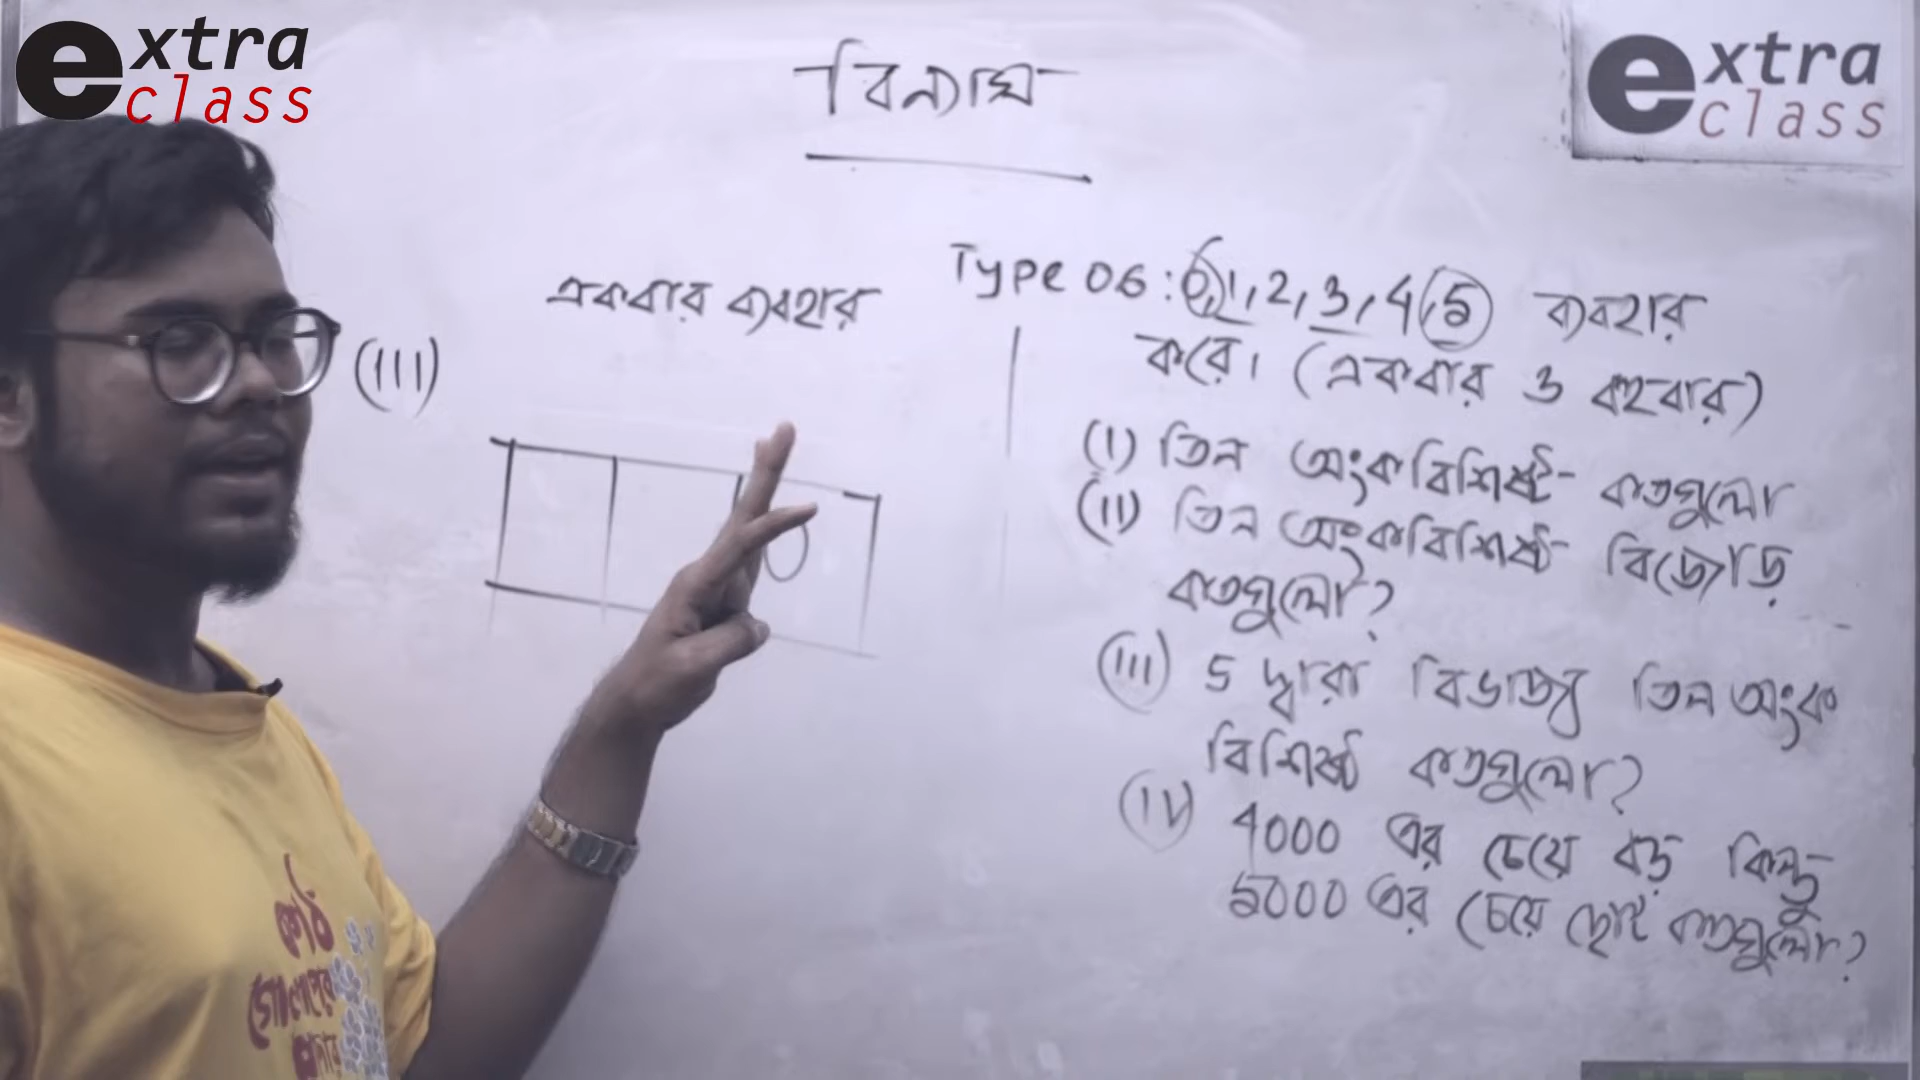 extra
class
extra
class
বিন্যাস
Type 06: 0, 1, 2, 3, 4, 5 ব্যবহার
করে। (একবার ও বহুবার)
(I) তিন অংকবিশিষ্ট কতগুলো
(II) তিন অংকবিশিষ্ট বিজোড়
কতগুলো?
(III) 5 দ্বারা বিভাজ্য তিন অংক
বিশিষ্ট কতগুলো?
(IV) 4000 এর চেয়ে বড় কিন্তু
5000 এর চেয়ে ছোট কতগুলো?
একবার ব্যবহার
(III)
0
গোলাপের